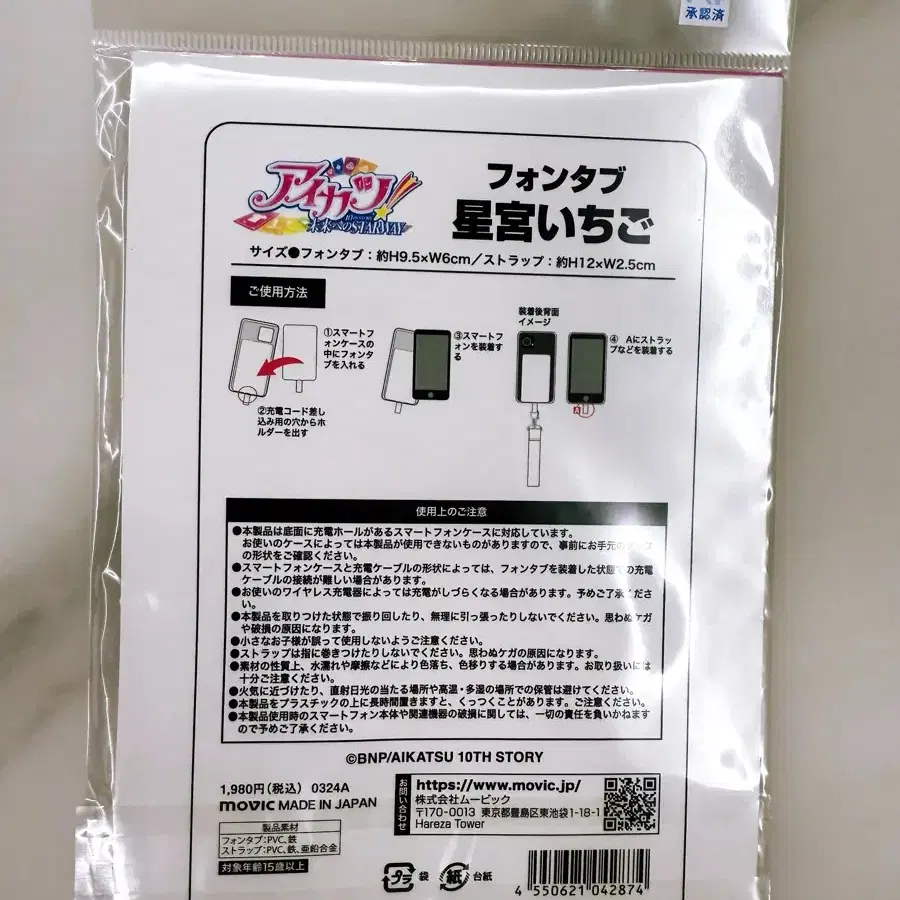 承認済
アイカツ!
10th STORY
未来へのSTARWAY
フォンタブ
星宮いちご
サイズ●フォンタブ:約H9.5×W6cm/ストラップ:約H12×W2.5cm
ご使用方法
①スマートフ
ォンケースの
中にフォンタ
ブを入れる
②充電コード差し
込み用の穴からホ
ルダーを出す
③スマートフ
ォンを装着す
る
装着後背面
イメージ
④ Aにストラッ
プなどを装着する
A
使用上のご注意
●本製品は底面に充電ホールがあるスマートフォンケースに対応しています。
お使いのケースによっては本製品が使用できないものがありますので、事前にお手元のケース
の形状をご確認ください。
●スマートフォンケースと充電ケーブルの形状によっては、フォンタブを装着した状態での充電
ケーブルの接続が難しい場合があります。
●お使いのワイヤレス充電器によっては充電がしづらくなる場合があります。予めご了承くださ
い。
●本製品を取りつけた状態で振り回したり、無理に引っ張ったりしないでください。思わぬケガ
や破損の原因になります。
●小さなお子様が誤って使用しないようご注意ください。
●ストラップは指に巻きつけたりしないでください。思わぬケガの原因になります。
●素材の性質上、水濡れや摩擦などにより色落ち、色移りする場合があります。お取り扱いには
十分ご注意ください。
●火気に近づけたり、直射日光の当たる場所や高温・多湿の場所での保管は避けてください。
●本製品をプラスチックの上に長時間置きますと、くっつくことがあります。ご注意ください。
●本製品使用時のスマートフォン本体や関連機器の破損に関しては、一切の責任を負いかねます
ので予めご了承ください。
©BNP/AIKATSU 10TH STORY
1,980円(税込) 0324A
movic MADE IN JAPAN
製品素材
フォンタブ:PVC、鉄
ストラップ:PVC、鉄、亜鉛合金
対象年齢15歳以上
お問い合わせ
https://www.movic.jp/
株式会社ムービック
〒170-0013 東京都豊島区東池袋1-18-1
Hareza Tower
プラ 袋
紙 台紙
4 550621 042874